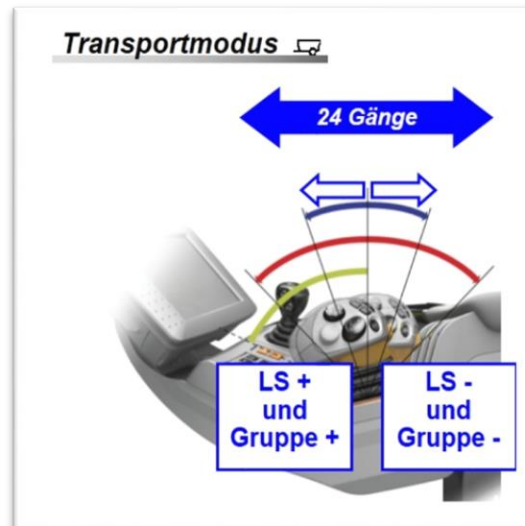 Transportmodus
24 Gänge
LS +
und
Gruppe +
LS -
und
Gruppe -